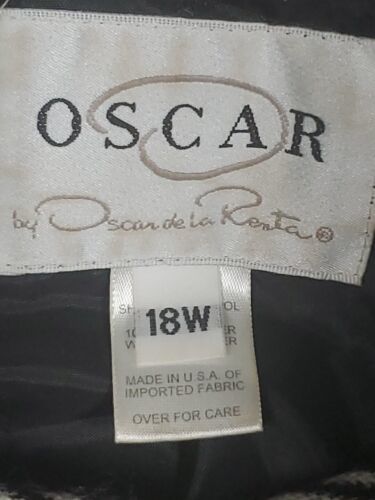 OSCAR
by Oscar de la Renta ®
18W
MADE IN U.S.A. OF
IMPORTED FABRIC
OVER FOR CARE